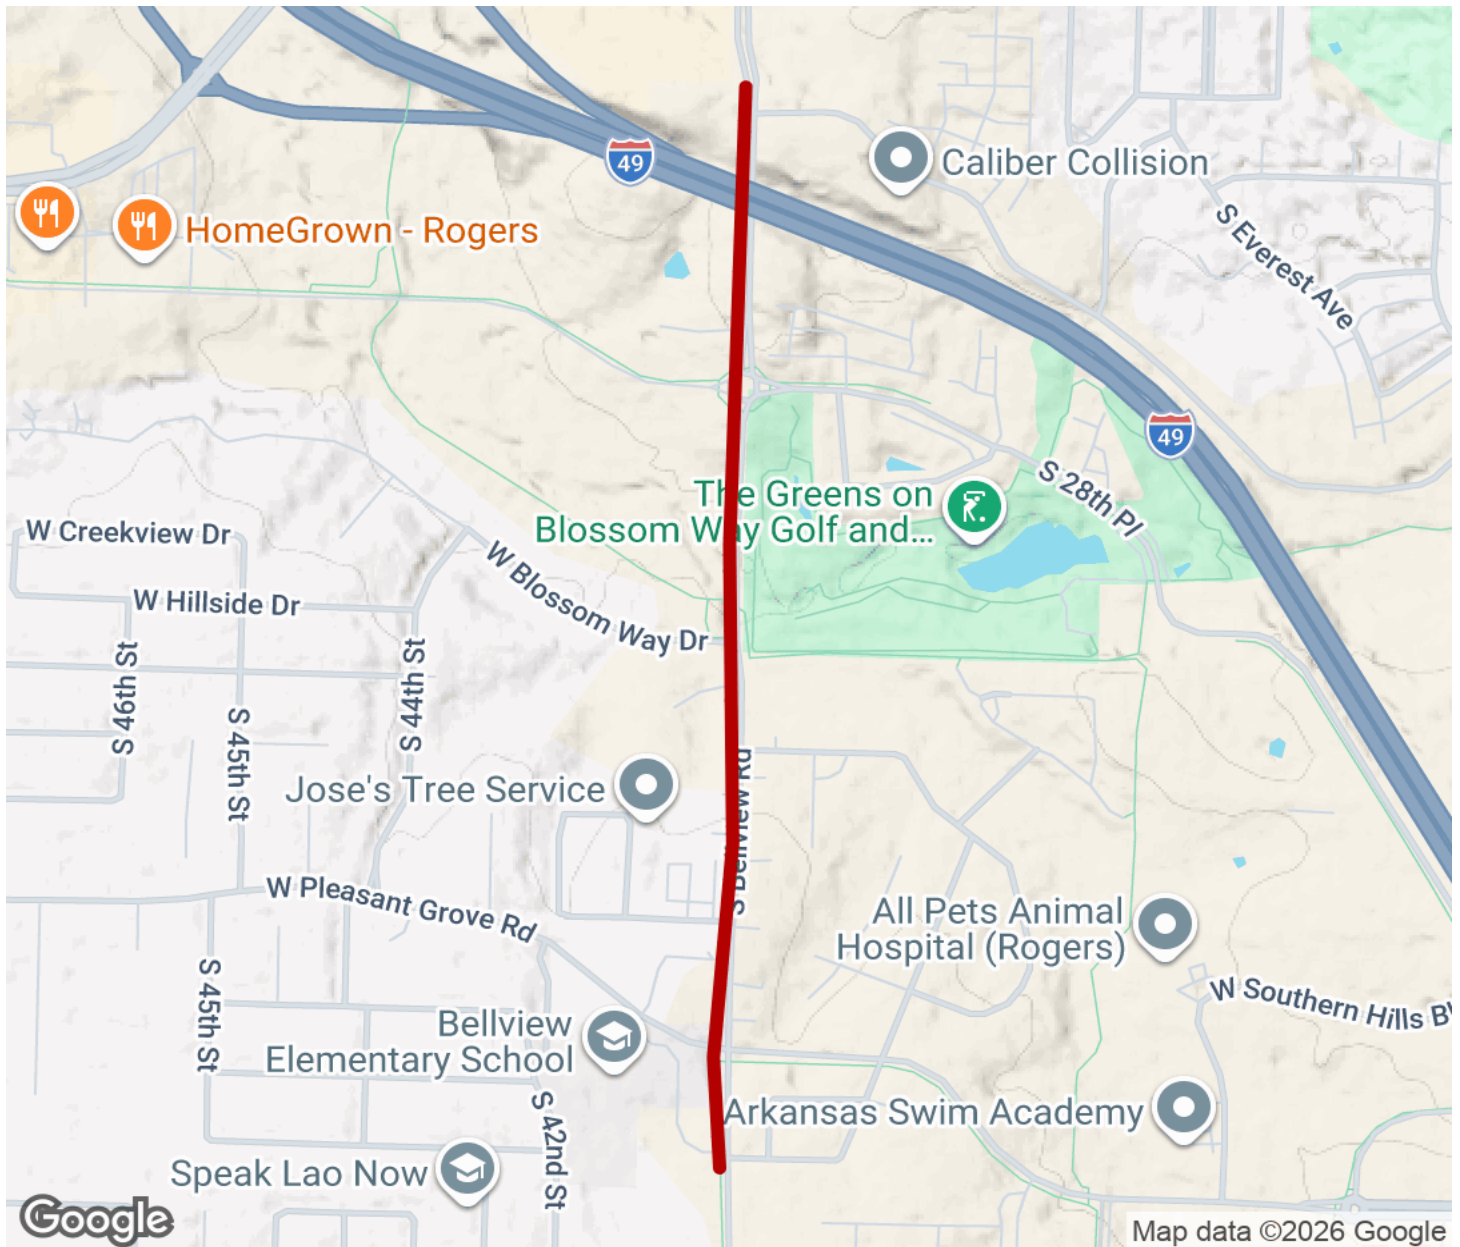 49
Caliber Collision
HomeGrown - Rogers
S Everest Ave
49
The Greens on
Blossom Way Golf and...
S 28th Pl
W Creekview Dr
W Blossom Way Dr
W Hillside Dr
S 46th St
S 45th St
S 44th St
S Bellview Rd
Jose's Tree Service
W Pleasant Grove Rd
All Pets Animal
Hospital (Rogers)
S 45th St
W Southern Hills B
Bellview
Elementary School
S 42nd St
Arkansas Swim Academy
Speak Lao Now
Google
Map data ©2026 Google